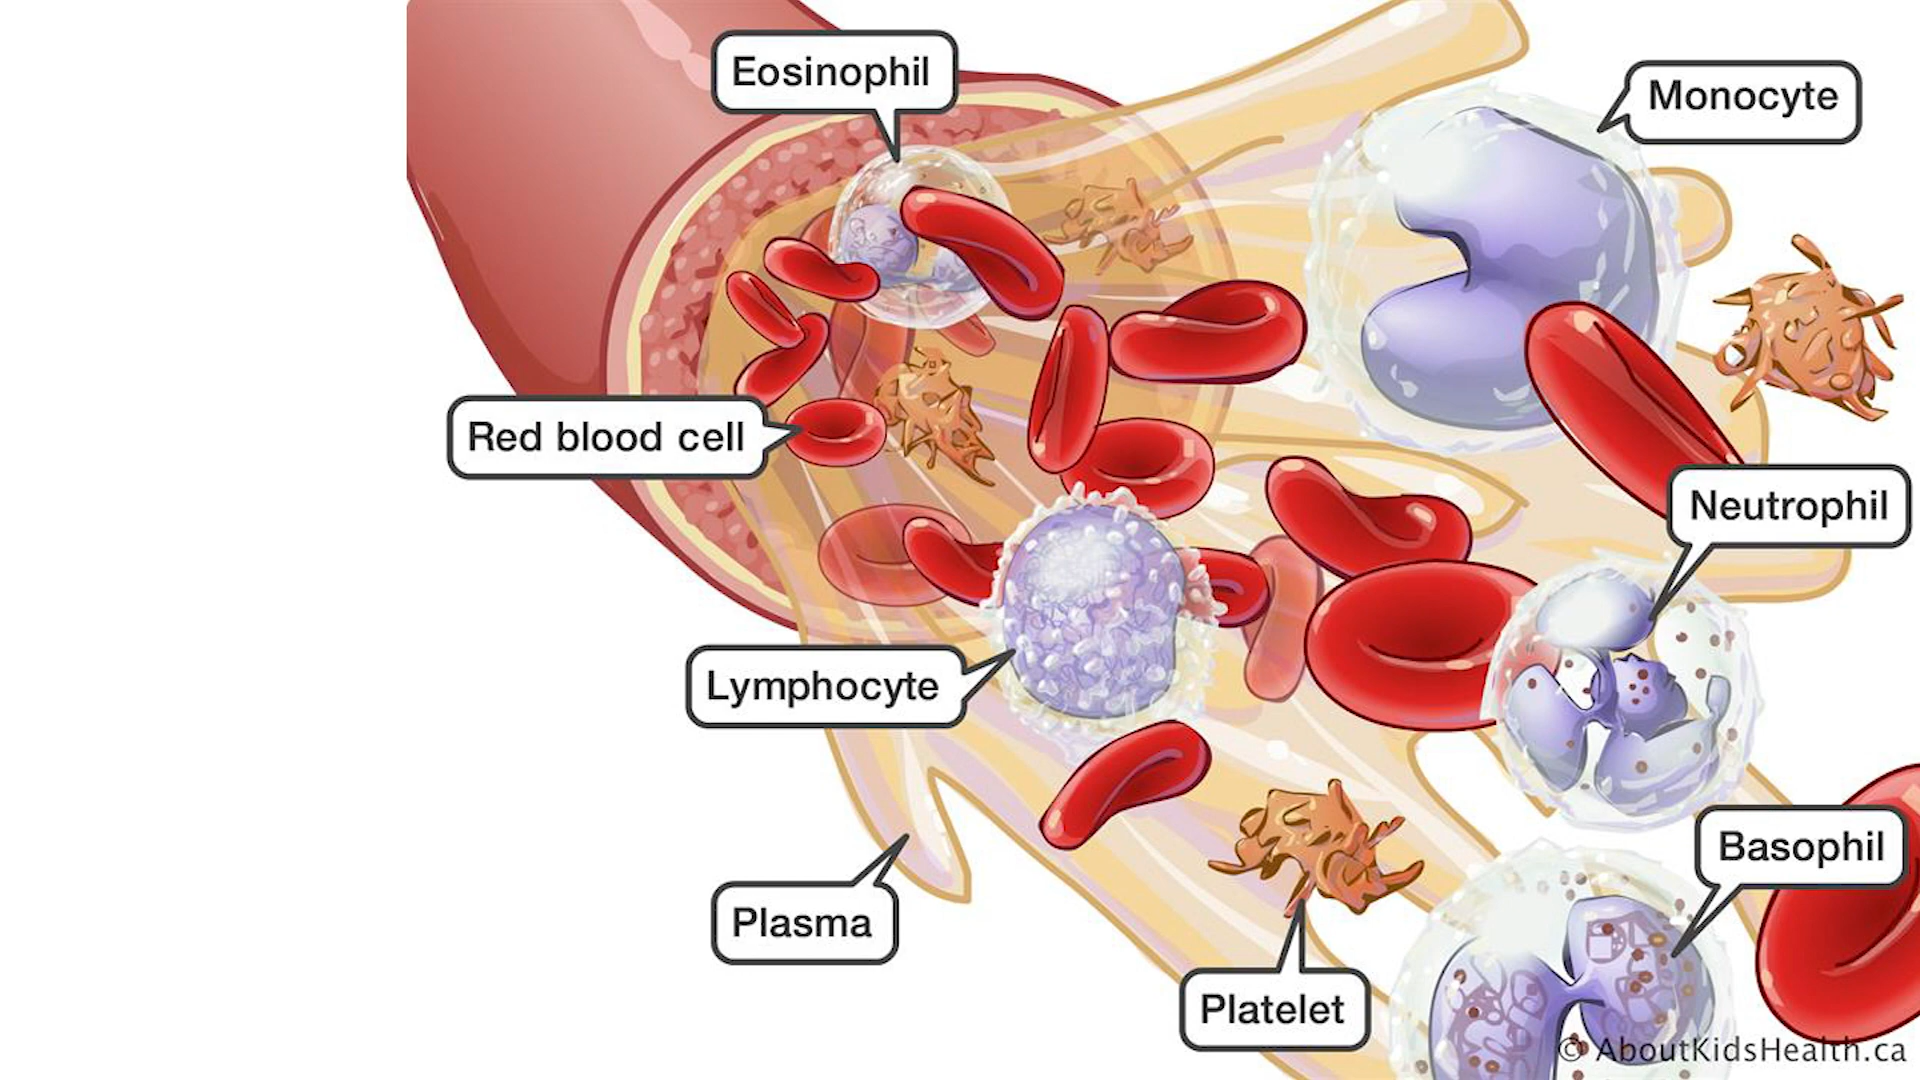 Eosinophil
Monocyte
Red blood cell
Neutrophil
Lymphocyte
Basophil
Plasma
Platelet
© AboutKidsHealth.ca